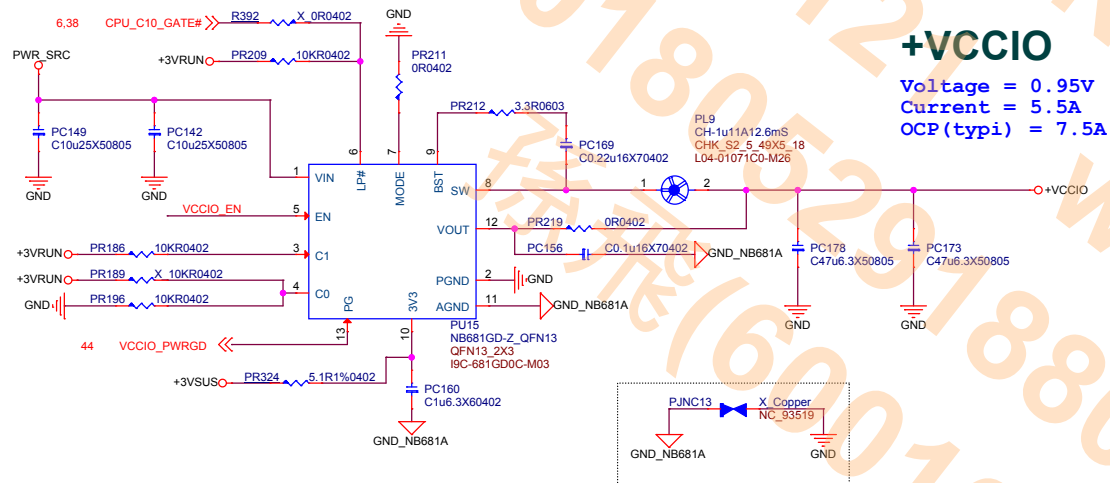 6,38 CPU_C10_GATE# R392 X_0R0402
+3VRUN PR209 10KR0402
GND
PR211
0R0402
PWR_SRC
PC149
C10u25X50805
PC142
C10u25X50805
GND
GND
PR212 3.3R0603
PC169
C0.22u16X70402
PL9
CH-1u11A12.6mS
CHK_S2_5_49X5_18
L04-01071C0-M26
+VCCIO
Voltage = 0.95V
Current = 5.5A
OCP(typi) = 7.5A
6 7 9
LP# MODE BST
1 VIN
SW 8
1 2
+VCCIO
VCCIO_EN 5 EN
VOUT 12
PR219 0R0402
PC156 C0.1u16X70402
GND_NB681A
+3VRUN PR186 10KR0402 3 C1
+3VRUN PR189 X_10KR0402
4 C0
GND PR196 10KR0402
PGND 2 GND
AGND 11 GND_NB681A
PG 3V3
13 10
PU15
NB681GD-Z_QFN13
QFN13_2X3
I9C-681GD0C-M03
PC178
C47u6.3X50805
PC173
C47u6.3X50805
GND
GND
44 VCCIO_PWRGD
+3VSUS PR324 5.1R1%0402
PC160
C1u6.3X60402
GND_NB681A
PJNC13 X_Copper
NC_93519
GND_NB681A
GND